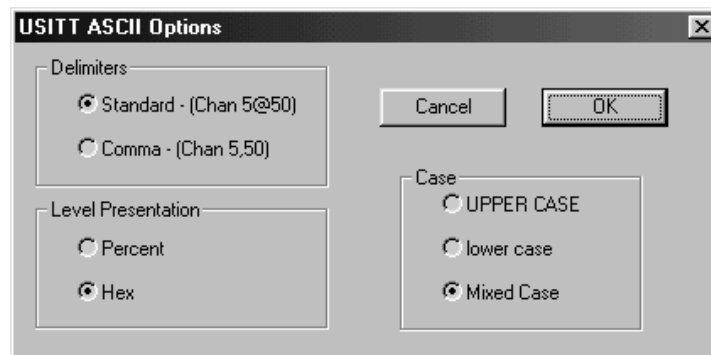 USITT ASCII Options
Delimiters
Standard - (Chan 5@50)
Comma - (Chan 5,50)
Cancel
OK
Level Presentation
Percent
Hex
Case
UPPER CASE
lower case
Mixed Case